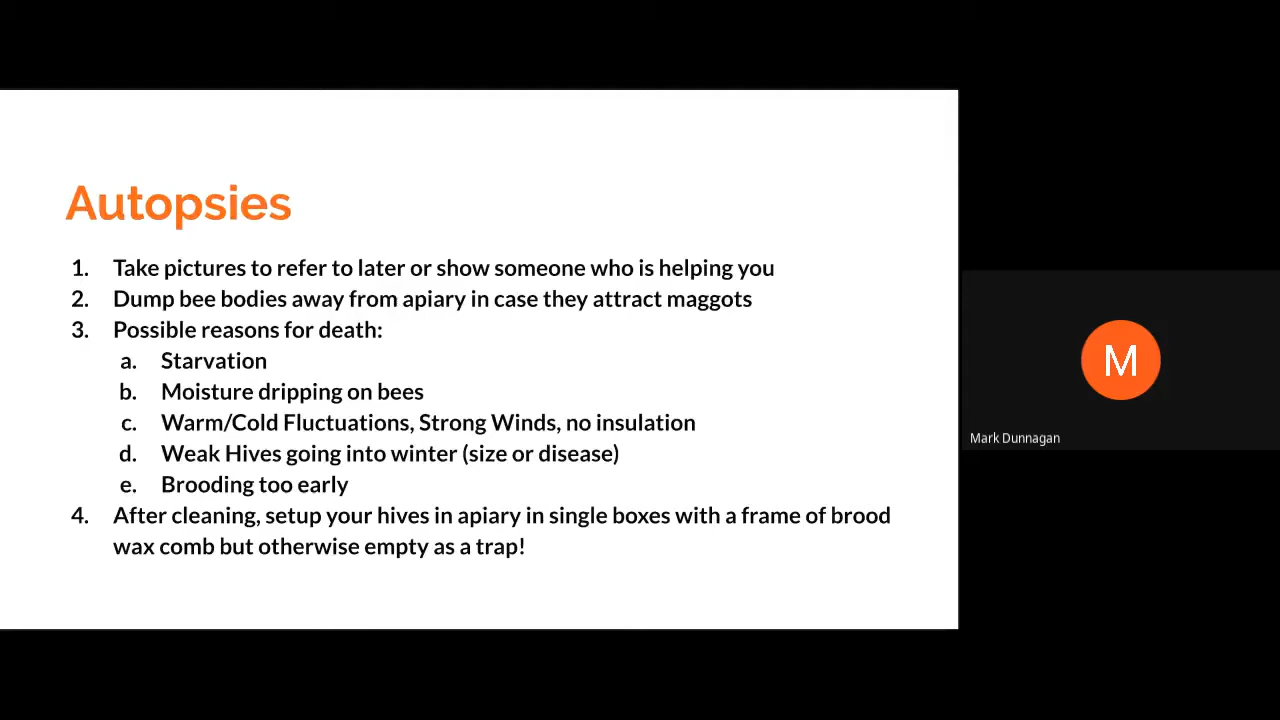 Autopsies
1. Take pictures to refer to later or show someone who is helping you
2. Dump bee bodies away from apiary in case they attract maggots
3. Possible reasons for death:
a. Starvation
b. Moisture dripping on bees
c. Warm/Cold Fluctuations, Strong Winds, no insulation
d. Weak Hives going into winter (size or disease)
e. Brooding too early
4. After cleaning, setup your hives in apiary in single boxes with a frame of brood
wax comb but otherwise empty as a trap!
M
Mark Dunnagan